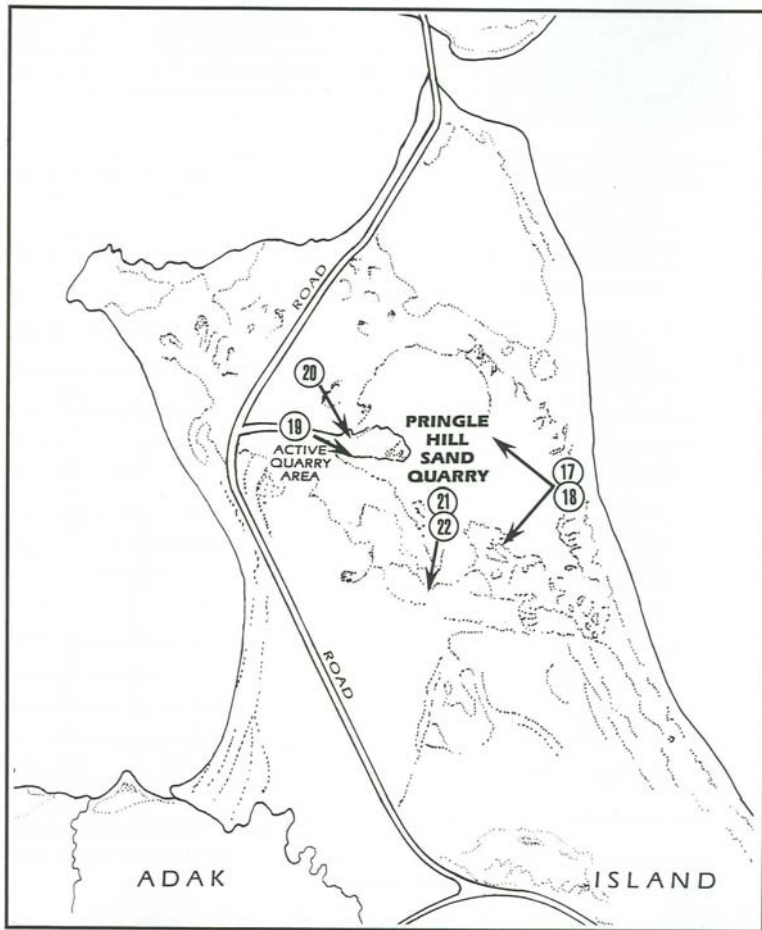 ROAD
20
19
ACTIVE
QUARRY
AREA
PRINGLE
HILL
SAND
QUARRY
17
18
21
22
ROAD
ADAK
ISLAND